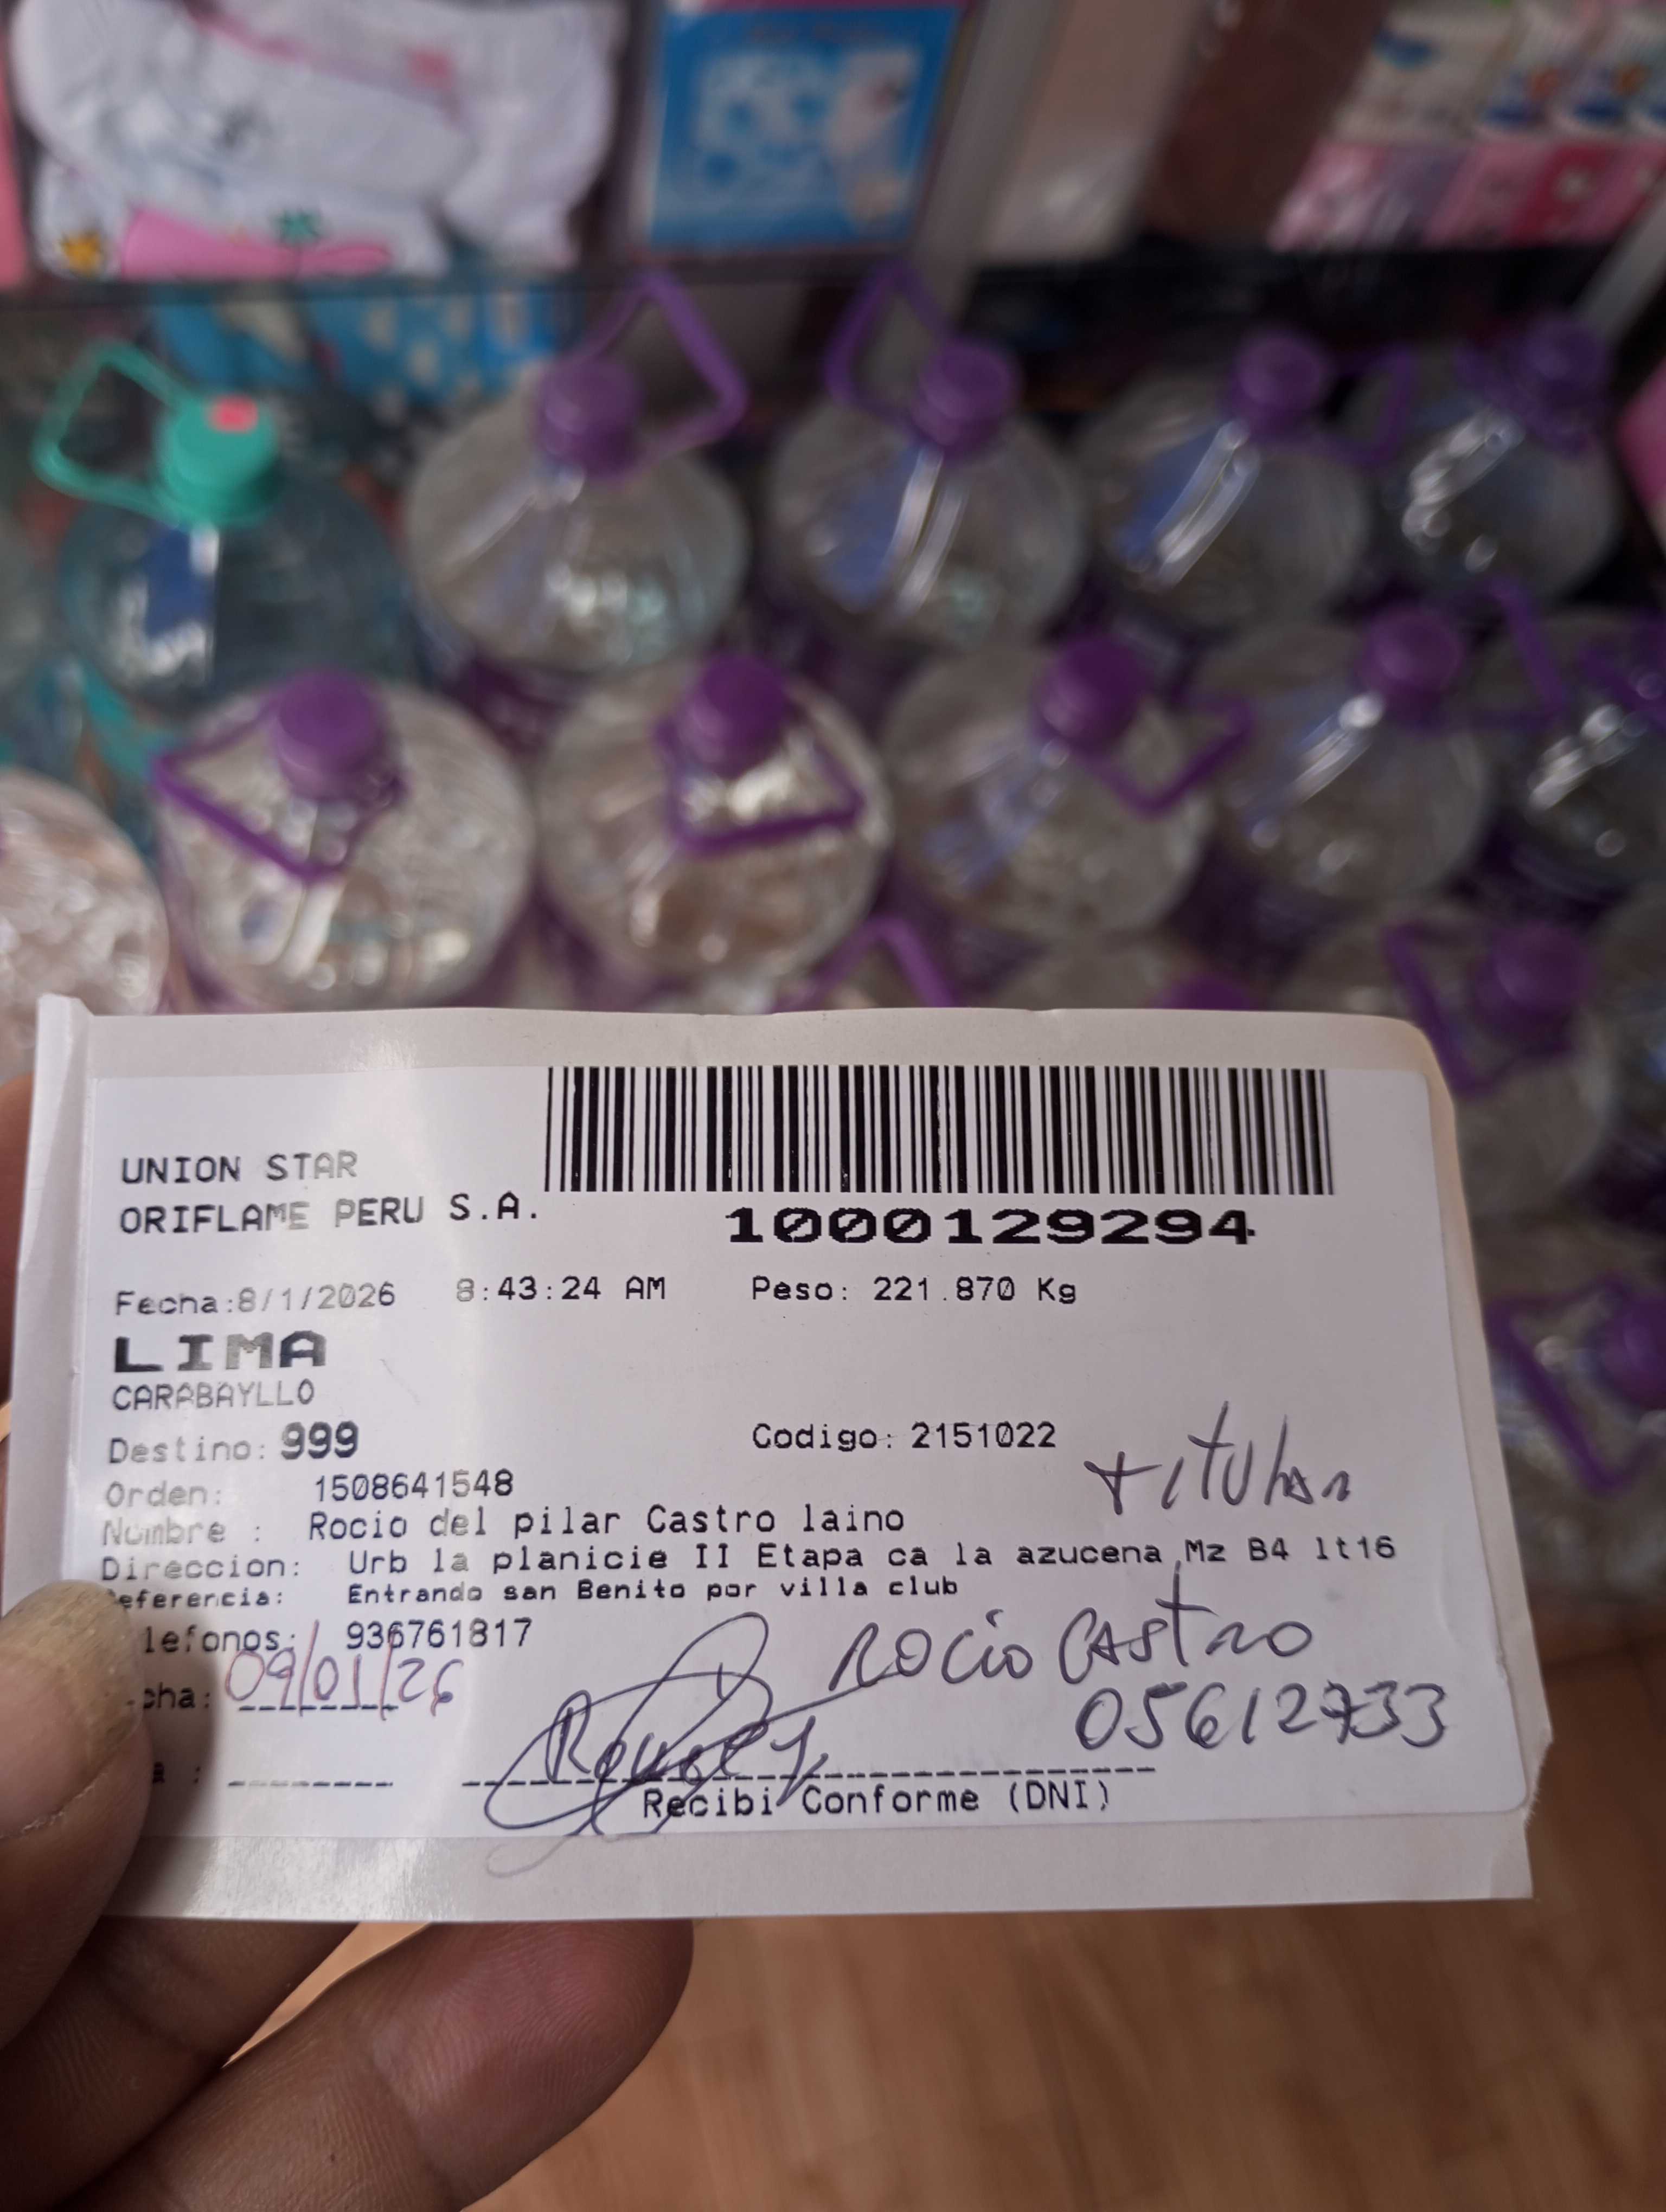 UNION STAR
ORIFLAME PERU S.A.
1000129294
Fecha:8/1/2026 8:43:24 AM Peso: 221.870 Kg
LIMA
CARABAYLLO
Destino: 999 Codigo: 2151022
titular
Orden: 1508641548
Nombre : Rocio del pilar Castro laino
Direccion: Urb la planicie II Etapa ca la azucena,Mz B4 lt16
eferencia: Entrando san Benito por villa club
lefonos: 936761817
Rocio Castro
cha: 09/01/26
05612733
Recibi Conforme (DNI)